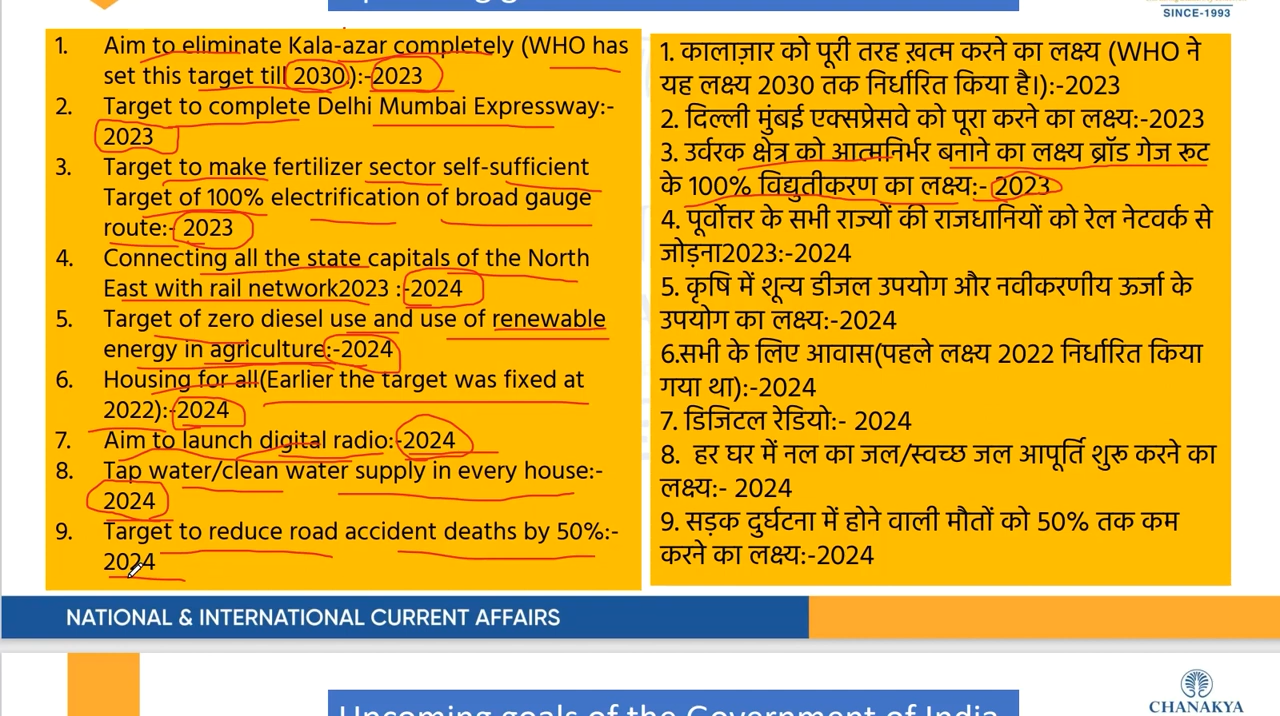 SINCE-1993
1. Aim to eliminate Kala-azar completely (WHO has
set this target till 2030):-2023
2. Target to complete Delhi Mumbai Expressway:-
2023
3. Target to make fertilizer sector self-sufficient
Target of 100% electrification of broad gauge
route:- 2023
4. Connecting all the state capitals of the North
East with rail network2023 :-2024
5. Target of zero diesel use and use of renewable
energy in agriculture:-2024
6. Housing for all(Earlier the target was fixed at
2022):-2024
7. Aim to launch digital radio:-2024
8. Tap water/clean water supply in every house:-
2024
9. Target to reduce road accident deaths by 50%:-
2024
1. कालाज़ार को पूरी तरह ख़त्म करने का लक्ष्य (WHO ने
यह लक्ष्य 2030 तक निर्धारित किया है।):-2023
2. दिल्ली मुंबई एक्सप्रेसवे को पूरा करने का लक्ष्य:-2023
3. उर्वरक क्षेत्र को आत्मनिर्भर बनाने का लक्ष्य ब्रॉड गेज रूट
के 100% विद्युतीकरण का लक्ष्य:- 2023
4. पूर्वोत्तर के सभी राज्यों की राजधानियों को रेल नेटवर्क से
जोड़ना2023:-2024
5. कृषि में शून्य डीजल उपयोग और नवीकरणीय ऊर्जा के
उपयोग का लक्ष्य:-2024
6.सभी के लिए आवास(पहले लक्ष्य 2022 निर्धारित किया
गया था):-2024
7. डिजिटल रेडियो:- 2024
8. हर घर में नल का जल/स्वच्छ जल आपूर्ति शुरू करने का
लक्ष्य:- 2024
9. सड़क दुर्घटना में होने वाली मौतों को 50% तक कम
करने का लक्ष्य:-2024
NATIONAL & INTERNATIONAL CURRENT AFFAIRS
Upcoming goals of the Government of India
CHANAKYA